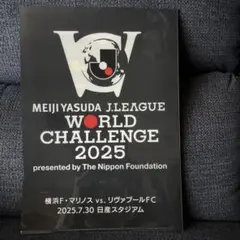 MEIJI YASUDA J.LEAGUE
WORLD
CHALLENGE
2025
presented by The Nippon Foundation
横浜F・マリノス vs. リヴァプールFC
2025.7.30 日産スタジアム